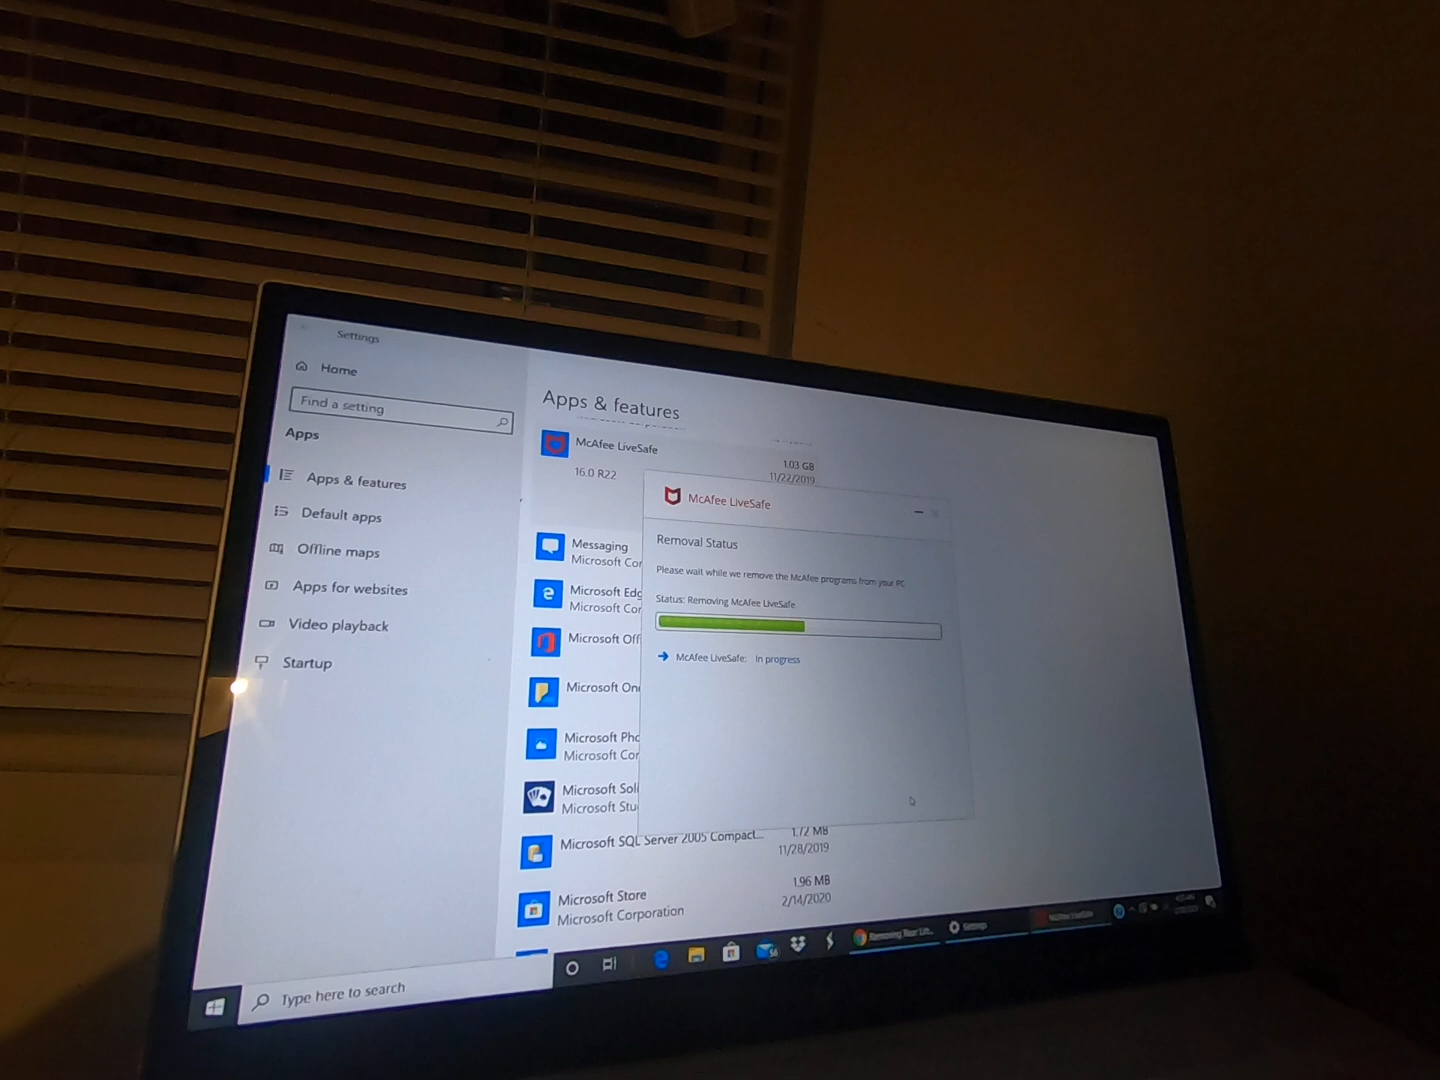 Settings
Home
Find a setting
Apps
Apps & features
Default apps
Offline maps
Apps for websites
Video playback
Startup
Apps & features
McAfee LiveSafe
1.03 GB
16.0 R22
11/22/2019
McAfee LiveSafe
Removal Status
Please wait while we remove the McAfee programs from your PC
Status: Removing McAfee LiveSafe
McAfee LiveSafe: In progress
Messaging
Microsoft Cor
Microsoft Edg
Microsoft Cor
Microsoft Off
Microsoft On
Microsoft Pho
Microsoft Cor
Microsoft Soli
Microsoft Stu
Microsoft SQL Server 2005 Compact...
1.72 MB
11/28/2019
Microsoft Store
1.96 MB
Microsoft Corporation
2/14/2020
Type here to search
56
Settings
McAfee LiveSafe